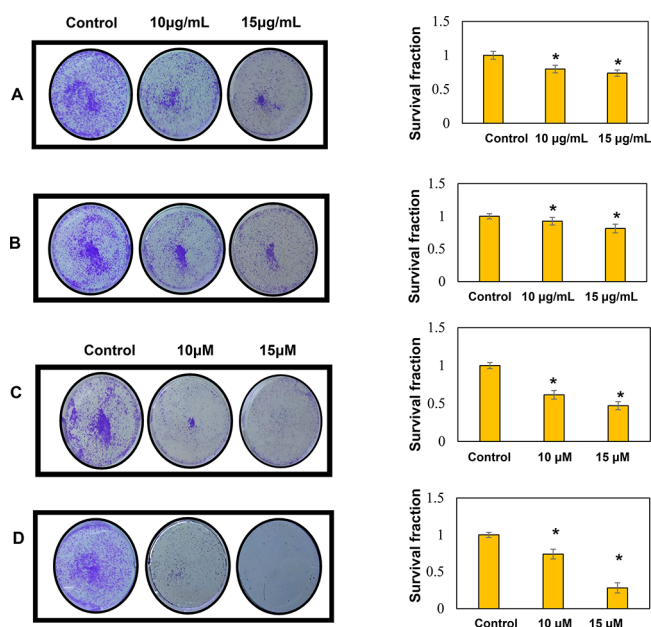 Control 10µg/mL 15µg/mL
A
Survival fraction
1.5
1
0.5
0
* *
Control 10 µg/mL 15 µg/mL
B
Survival fraction
1.5
1
0.5
0
* *
Control 10 µg/mL 15 µg/mL
Control 10µM 15µM
C
Survival fraction
1.5
1
0.5
0
* *
Control 10 µM 15 µM
D
Survival fraction
1.5
1
0.5
0
* *
Control 10 µM 15 µM